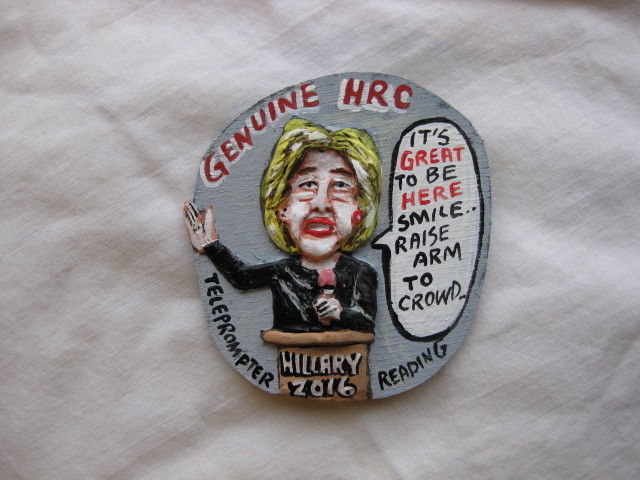 GENUINE HRC
IT'S
GREAT
TO BE
HERE
SMILE..
RAISE
ARM
TO
CROWD..
TELEPROMPTER
READING
HILLARY
2016